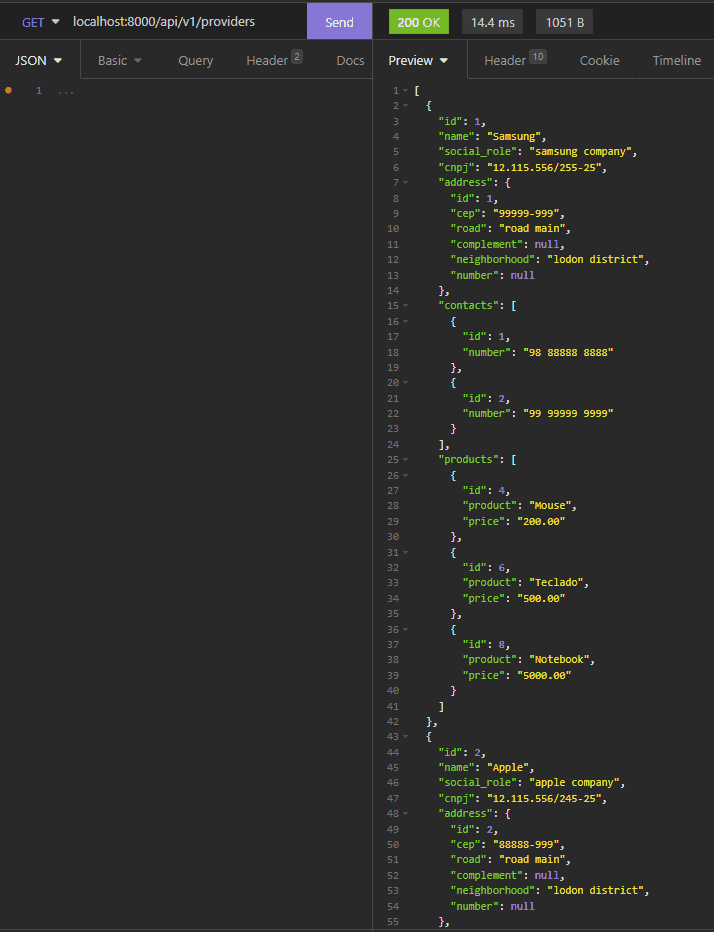 GET localhost:8000/api/v1/providers Send 200 OK 14.4 ms 1051 B
JSON Basic Query Header 2 Docs Preview Header 10 Cookie Timeline
1 ...
1 [
2 {
3 "id": 1,
4 "name": "Samsung",
5 "social_role": "samsung company",
6 "cnpj": "12.115.556/255-25",
7 "address": {
8 "id": 1,
9 "cep": "99999-999",
10 "road": "road main",
11 "complement": null,
12 "neighborhood": "lodon district",
13 "number": null
14 },
15 "contacts": [
16 {
17 "id": 1,
18 "number": "98 88888 8888"
19 },
20 {
21 "id": 2,
22 "number": "99 99999 9999"
23 }
24 ],
25 "products": [
26 {
27 "id": 4,
28 "product": "Mouse",
29 "price": "200.00"
30 },
31 {
32 "id": 6,
33 "product": "Teclado",
34 "price": "500.00"
35 },
36 {
37 "id": 8,
38 "product": "Notebook",
39 "price": "5000.00"
40 }
41 ]
42 },
43 {
44 "id": 2,
45 "name": "Apple",
46 "social_role": "apple company",
47 "cnpj": "12.115.556/245-25",
48 "address": {
49 "id": 2,
50 "cep": "88888-999",
51 "road": "road main",
52 "complement": null,
53 "neighborhood": "lodon district",
54 "number": null
55 },